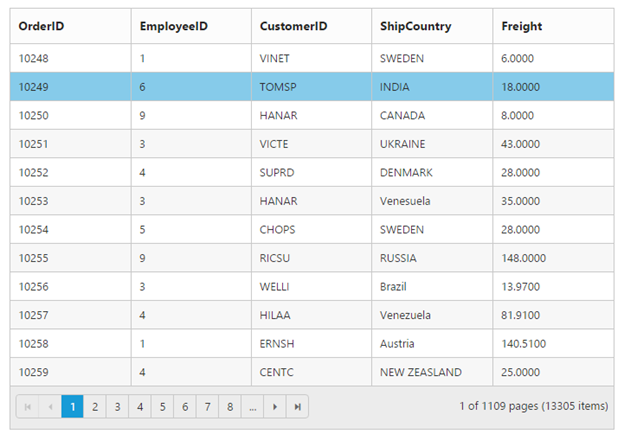 OrderID EmployeeID CustomerID ShipCountry Freight
10248 1 VINET SWEDEN 6.0000
10249 6 TOMSP INDIA 18.0000
10250 9 HANAR CANADA 8.0000
10251 3 VICTE UKRAINE 43.0000
10252 4 SUPRD DENMARK 28.0000
10253 3 HANAR Venesuela 35.0000
10254 5 CHOPS SWEDEN 28.0000
10255 9 RICSU RUSSIA 148.0000
10256 3 WELLI Brazil 13.9700
10257 4 HILAA Venezuela 81.9100
10258 1 ERNSH Austria 140.5100
10259 4 CENTC NEW ZEASLAND 25.0000
1 2 3 4 5 6 7 8 ... 1 of 1109 pages (13305 items)